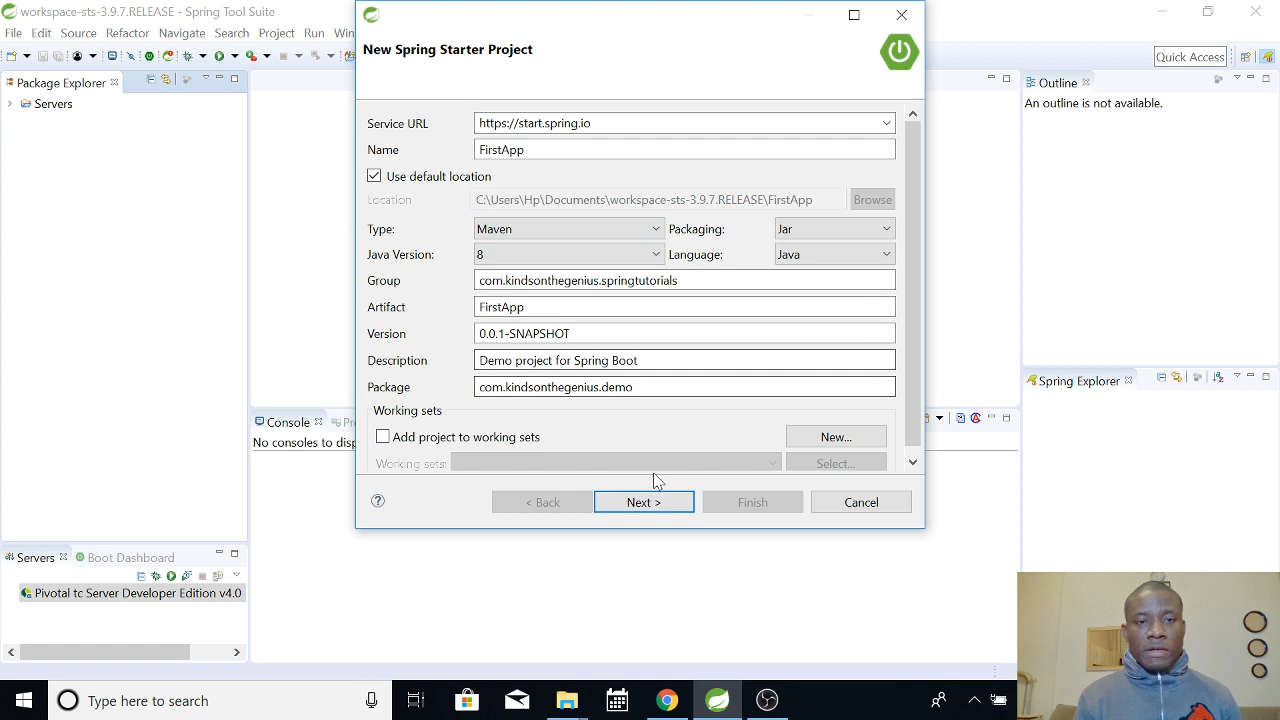 workspace-sts-3.9.7.RELEASE - Spring Tool Suite
File Edit Source Refactor Navigate Search Project Run Win
Quick Access
Package Explorer
Servers
New Spring Starter Project
Service URL https://start.spring.io
Name FirstApp
Use default location
Location C:\Users\Hp\Documents\workspace-sts-3.9.7.RELEASE\FirstApp Browse
Type: Maven Packaging: Jar
Java Version: 8 Language: Java
Group com.kindsonthegenius.springtutorials
Artifact FirstApp
Version 0.0.1-SNAPSHOT
Description Demo project for Spring Boot
Package com.kindsonthegenius.demo
Working sets
Add project to working sets New...
Working sets: Select...
< Back Next > Finish Cancel
Outline
An outline is not available.
Spring Explorer
Console Pr
No consoles to disp
Servers Boot Dashboard
Pivotal tc Server Developer Edition v4.0
Type here to search